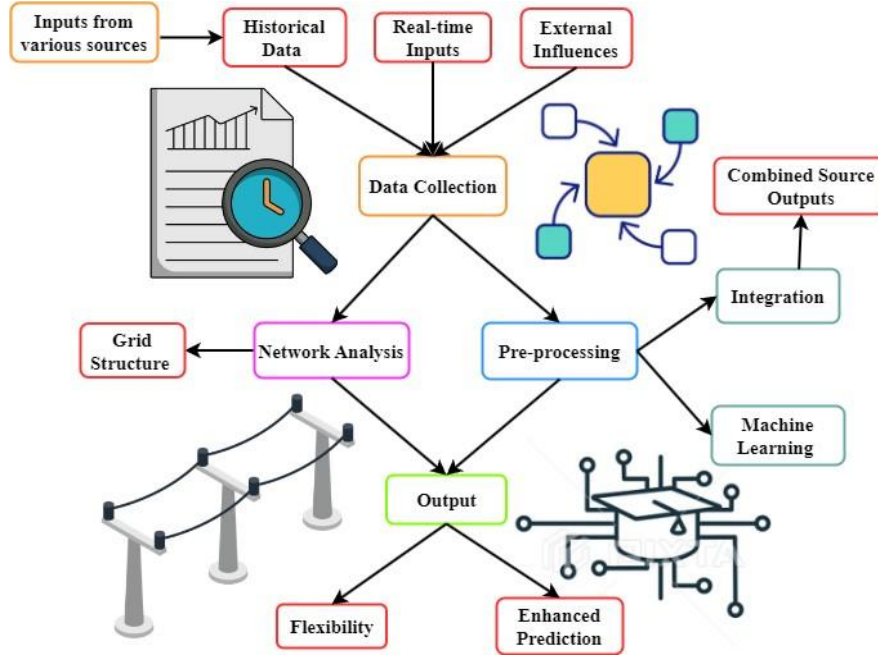 Inputs from
various sources
Historical
Data
Real-time
Inputs
External
Influences
Data Collection
Combined Source
Outputs
Integration
Grid
Structure
Network Analysis
Pre-processing
Machine
Learning
Output
PIXTA
Flexibility
Enhanced
Prediction